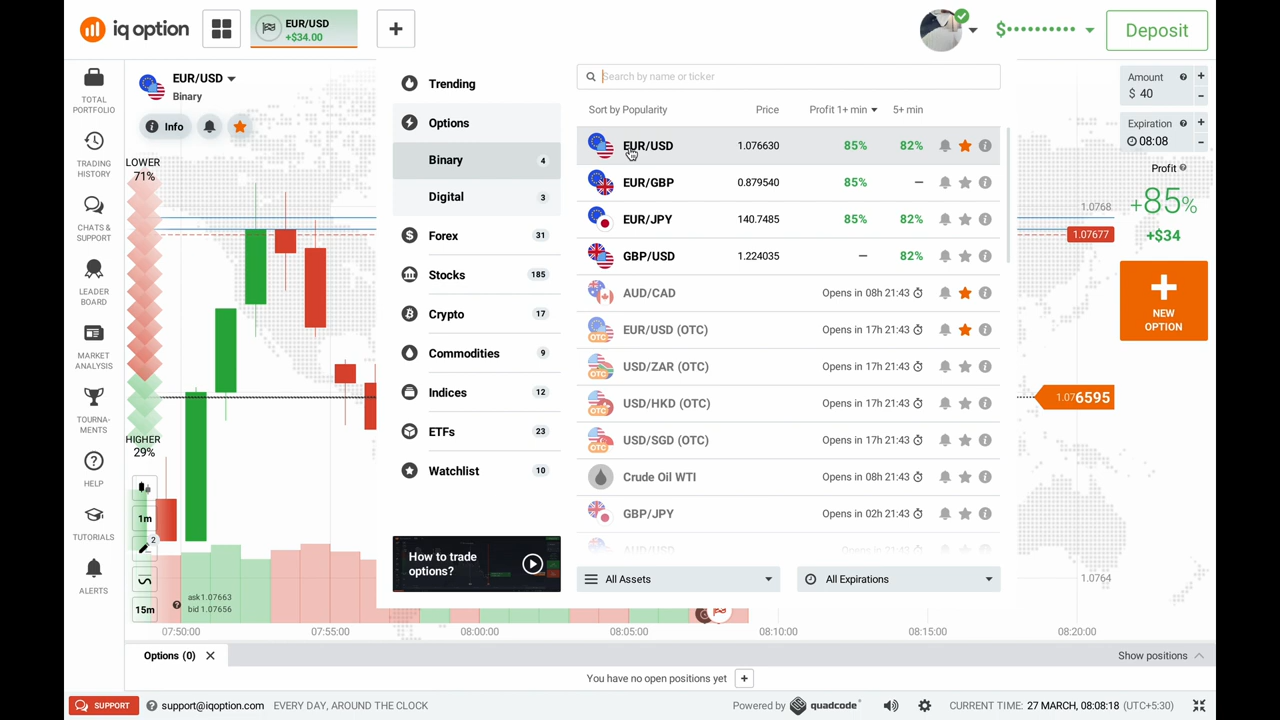 iq option
EUR/USD
+$34.00
$
Deposit
TOTAL
PORTFOLIO
TRADING
HISTORY
CHATS &
SUPPORT
LEADER
BOARD
MARKET
ANALYSIS
TOURNA-
MENTS
HELP
TUTORIALS
ALERTS
EUR/USD
Binary
Info
LOWER
71%
HIGHER
29%
1m
2
15m
ask 1.07663
bid 1.07656
Trending
Options
Binary 4
Digital 3
Forex 31
Stocks 185
Crypto 17
Commodities 9
Indices 12
ETFs 23
Watchlist 10
How to trade
options?
Search by name or ticker
Sort by Popularity Price Profit 1+ min 5+ min
EUR/USD 1.076630 85% 82%
EUR/GBP 0.879540 85% –
EUR/JPY 140.7485 85% 82%
GBP/USD 1.224035 – 82%
AUD/CAD Opens in 08h 21:43
EUR/USD (OTC) Opens in 17h 21:43
OTC
USD/ZAR (OTC) Opens in 17h 21:43
OTC
USD/HKD (OTC) Opens in 17h 21:43
OTC
USD/SGD (OTC) Opens in 17h 21:43
OTC
Crude Oil WTI Opens in 08h 21:43
GBP/JPY Opens in 02h 21:43
All Assets
All Expirations
Amount
$ 40
Expiration
08:08
Profit
+85%
+$34
NEW
OPTION
1.0768
1.07677
1.076595
1.0764
07:50:00 07:55:00 08:00:00 08:05:00 08:10:00 08:15:00 08:20:00
Options (0)
Show positions
You have no open positions yet
SUPPORT
support@iqoption.com EVERY DAY, AROUND THE CLOCK
Powered by quadcode
CURRENT TIME: 27 MARCH, 08:08:18 (UTC+5:30)